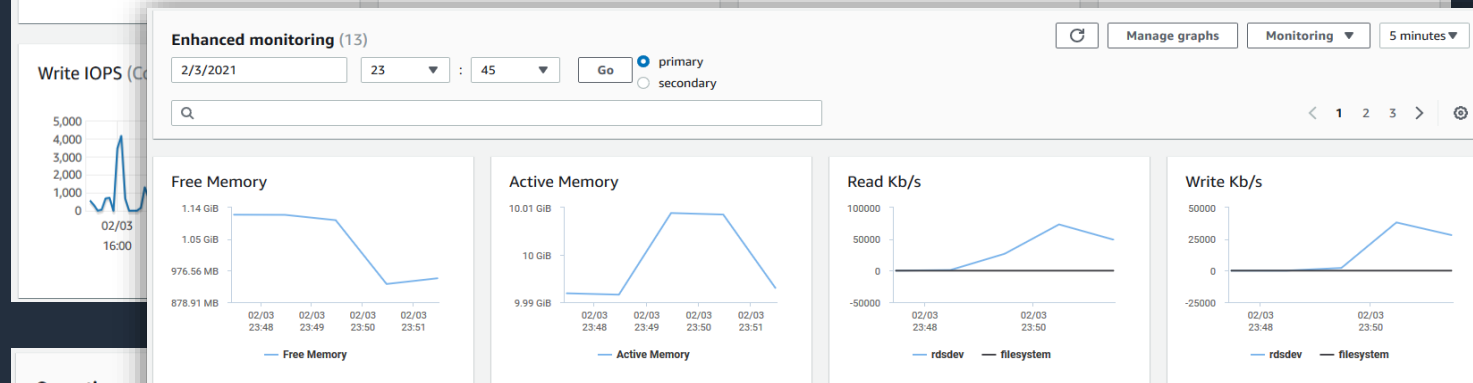 Write IOPS (Co
5,000
4,000
3,000
2,000
1,000
0
02/03
16:00
Enhanced monitoring (13)
Manage graphs
Monitoring
5 minutes
2/3/2021
23
:
45
Go
primary
secondary
1 2 3
Free Memory
1.14 GiB
1.05 GiB
976.56 MB
878.91 MB
02/03 02/03 02/03 02/03
23:48 23:49 23:50 23:51
Free Memory
Active Memory
10.01 GiB
10 GiB
9.99 GiB
02/03 02/03 02/03 02/03
23:48 23:49 23:50 23:51
Active Memory
Read Kb/s
100000
50000
0
-50000
02/03 02/03
23:48 23:50
rdsdev filesystem
Write Kb/s
50000
25000
0
-25000
02/03 02/03
23:48 23:50
rdsdev filesystem